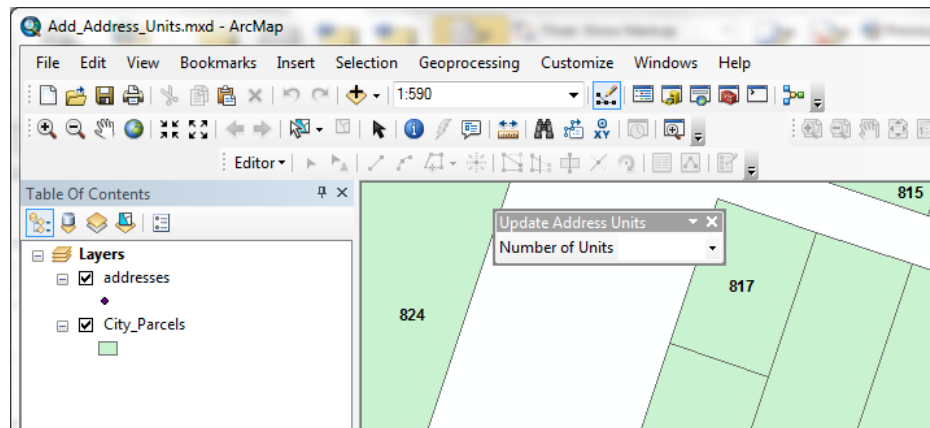 Add_Address_Units.mxd - ArcMap
File Edit View Bookmarks Insert Selection Geoprocessing Customize Windows Help
1:590
XY
Editor
Table Of Contents
815
Update Address Units
Layers
Number of Units
addresses
817
824
City_Parcels